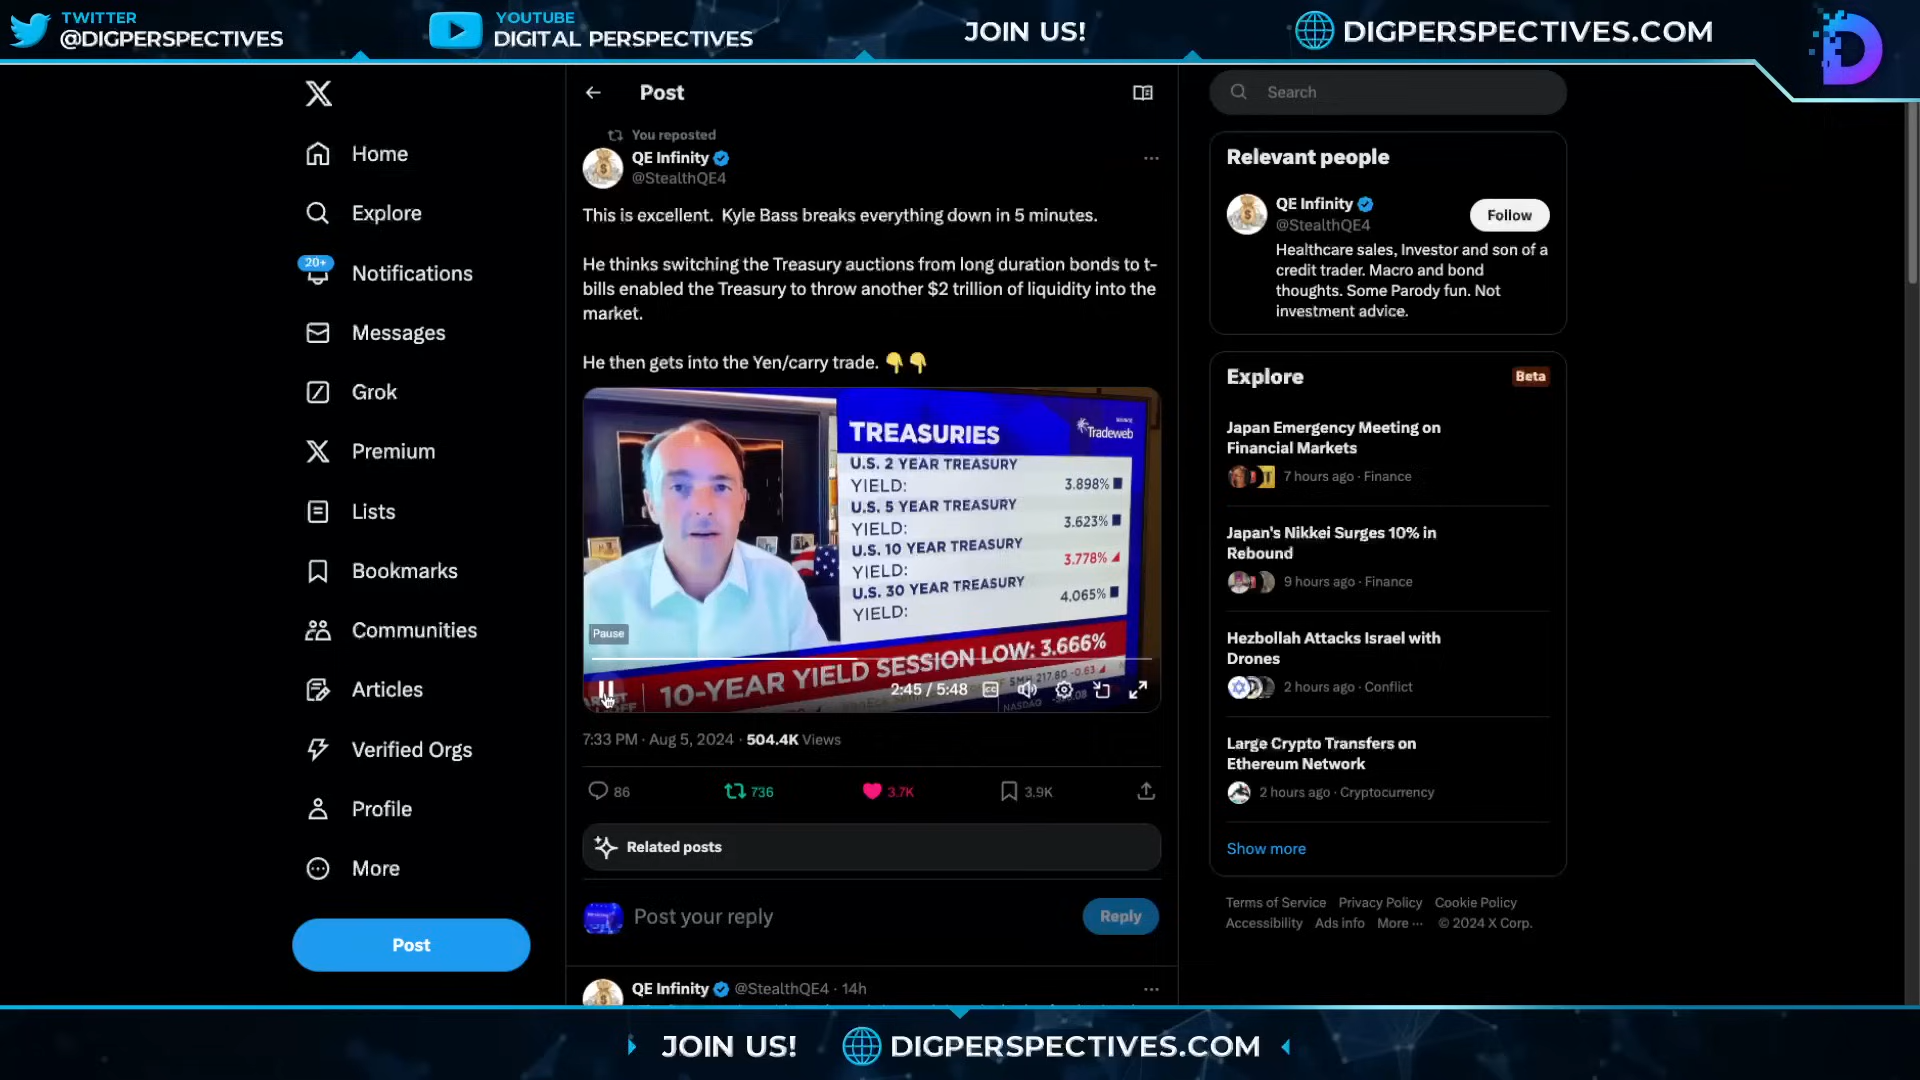 TWITTER
@DIGPERSPECTIVES
YOUTUBE
DIGITAL PERSPECTIVES
JOIN US!
DIGPERSPECTIVES.COM
Home
Explore
20+
Notifications
Messages
Grok
Premium
Lists
Bookmarks
Communities
Articles
Verified Orgs
Profile
More
Post
Post
You reposted
QE Infinity
@StealthQE4
This is excellent. Kyle Bass breaks everything down in 5 minutes.
He thinks switching the Treasury auctions from long duration bonds to t-
bills enabled the Treasury to throw another $2 trillion of liquidity into the
market.
He then gets into the Yen/carry trade. 👇👇
TREASURIES
Tradeweb
U.S. 2 YEAR TREASURY
YIELD: 3.898%
U.S. 5 YEAR TREASURY
YIELD: 3.623%
U.S. 10 YEAR TREASURY
YIELD: 3.778%
U.S. 30 YEAR TREASURY
YIELD: 4.065%
Pause
10-YEAR YIELD SESSION LOW: 3.666%
SMH 217.80 -0.83
NASDAQ
2:45 / 5:48
7:33 PM · Aug 5, 2024 · 504.4K Views
86 736 3.7K 3.9K
Related posts
Post your reply
Reply
QE Infinity @StealthQE4 · 14h
Search
Relevant people
QE Infinity
@StealthQE4
Follow
Healthcare sales, Investor and son of a
credit trader. Macro and bond
thoughts. Some Parody fun. Not
investment advice.
Explore
Beta
Japan Emergency Meeting on
Financial Markets
7 hours ago · Finance
Japan's Nikkei Surges 10% in
Rebound
9 hours ago · Finance
Hezbollah Attacks Israel with
Drones
2 hours ago · Conflict
Large Crypto Transfers on
Ethereum Network
2 hours ago · Cryptocurrency
Show more
Terms of Service Privacy Policy Cookie Policy
Accessibility Ads info More ··· © 2024 X Corp.
JOIN US!
DIGPERSPECTIVES.COM